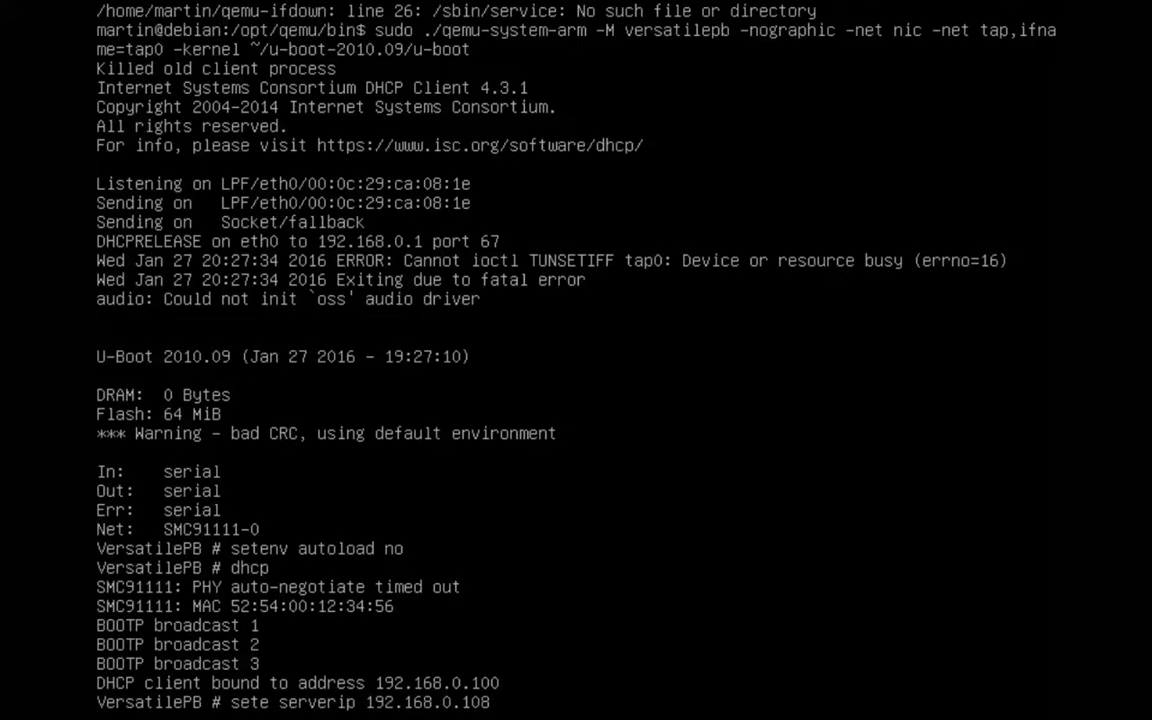 /home/martin/qemu-ifdown: line 26: /sbin/service: No such file or directory
martin@debian:/opt/qemu/bin$ sudo ./qemu-system-arm -M versatilepb -nographic -net nic -net tap,ifna
me=tap0 -kernel ~/u-boot-2010.09/u-boot
Killed old client process
Internet Systems Consortium DHCP Client 4.3.1
Copyright 2004-2014 Internet Systems Consortium.
All rights reserved.
For info, please visit https://www.isc.org/software/dhcp/
Listening on LPF/eth0/00:0c:29:ca:08:1e
Sending on   LPF/eth0/00:0c:29:ca:08:1e
Sending on   Socket/fallback
DHCPRELEASE on eth0 to 192.168.0.1 port 67
Wed Jan 27 20:27:34 2016 ERROR: Cannot ioctl TUNSETIFF tap0: Device or resource busy (errno=16)
Wed Jan 27 20:27:34 2016 Exiting due to fatal error
audio: Could not init `oss' audio driver
U-Boot 2010.09 (Jan 27 2016 - 19:27:10)
DRAM:  0 Bytes
Flash: 64 MiB
*** Warning - bad CRC, using default environment
In:    serial
Out:   serial
Err:   serial
Net:   SMC91111-0
VersatilePB # setenv autoload no
VersatilePB # dhcp
SMC91111: PHY auto-negotiate timed out
SMC91111: MAC 52:54:00:12:34:56
BOOTP broadcast 1
BOOTP broadcast 2
BOOTP broadcast 3
DHCP client bound to address 192.168.0.100
VersatilePB # sete serverip 192.168.0.108